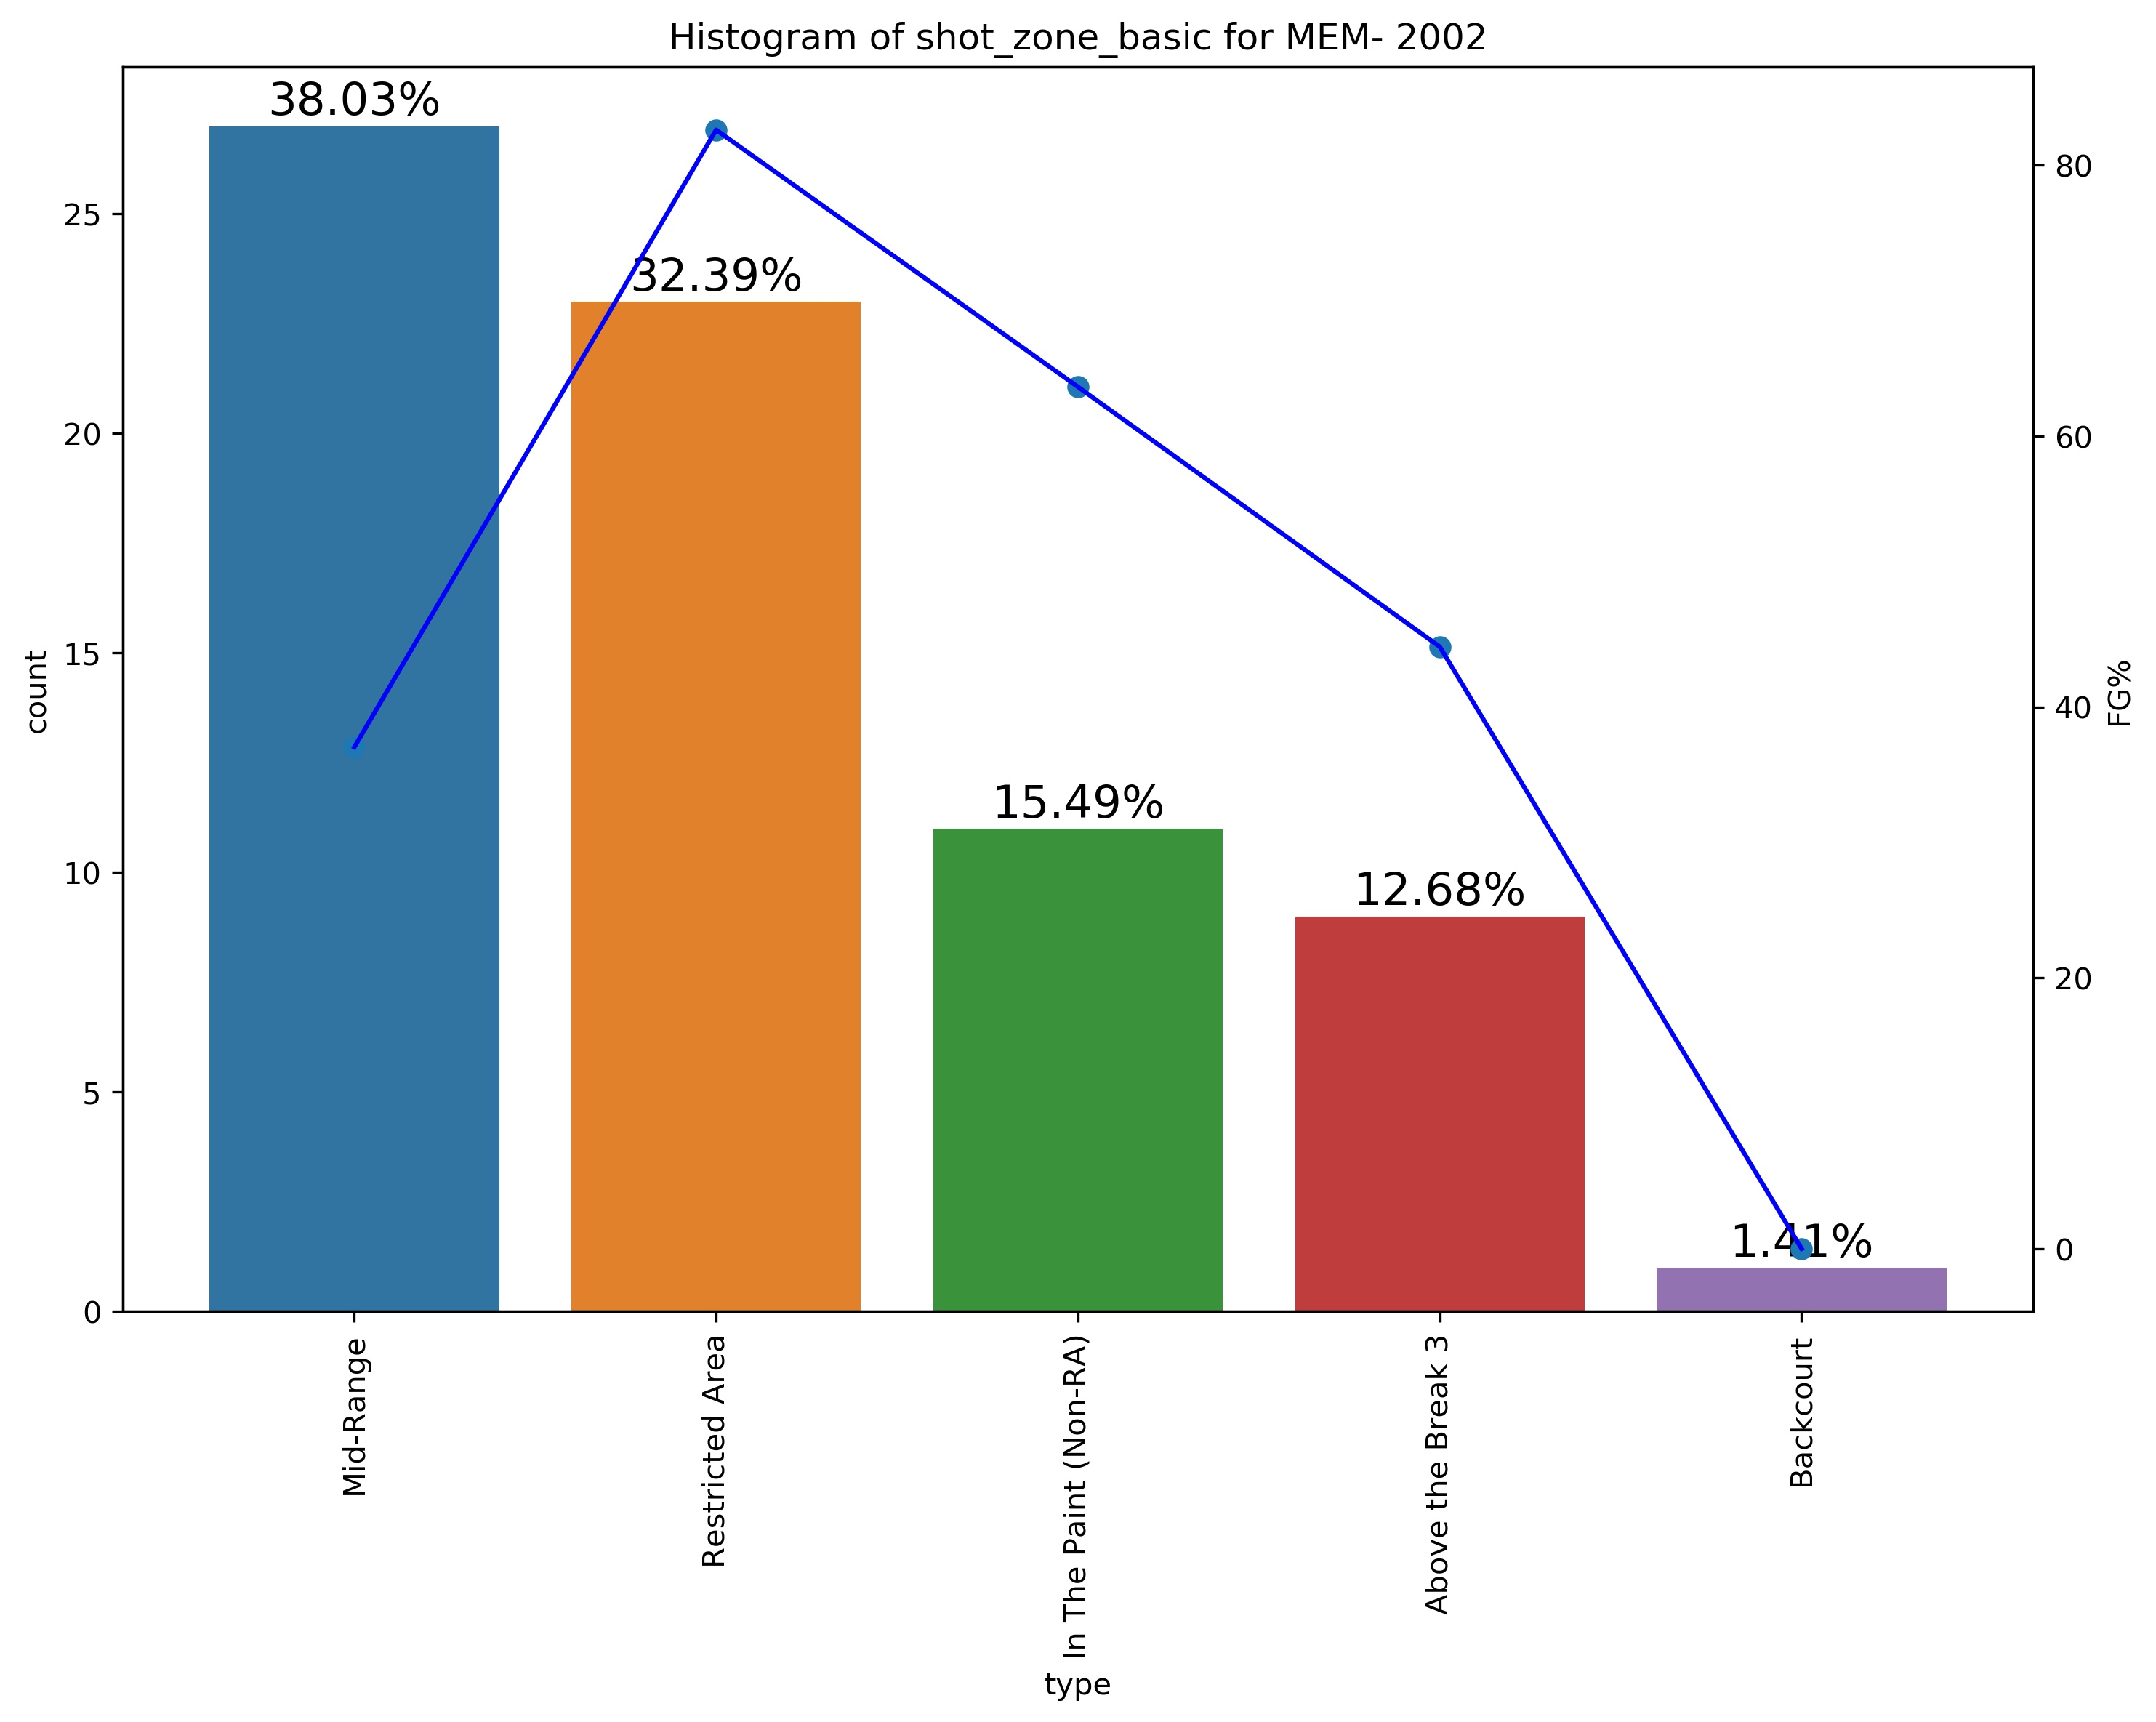 Histogram of shot_zone_basic for MEM- 2002
38.03%
32.39%
15.49%
12.68%
1.41%
25
20
15
10
5
0
count
80
60
40
20
0
FG%
Mid-Range
Restricted Area
In The Paint (Non-RA)
Above the Break 3
Backcourt
type